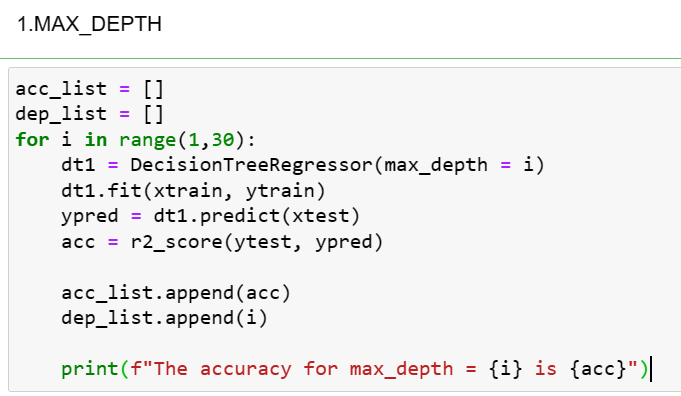 1.MAX_DEPTH
acc_list = []
dep_list = []
for i in range(1,30):
    dt1 = DecisionTreeRegressor(max_depth = i)
    dt1.fit(xtrain, ytrain)
    ypred = dt1.predict(xtest)
    acc = r2_score(ytest, ypred)
    acc_list.append(acc)
    dep_list.append(i)
    print(f"The accuracy for max_depth = {i} is {acc}")